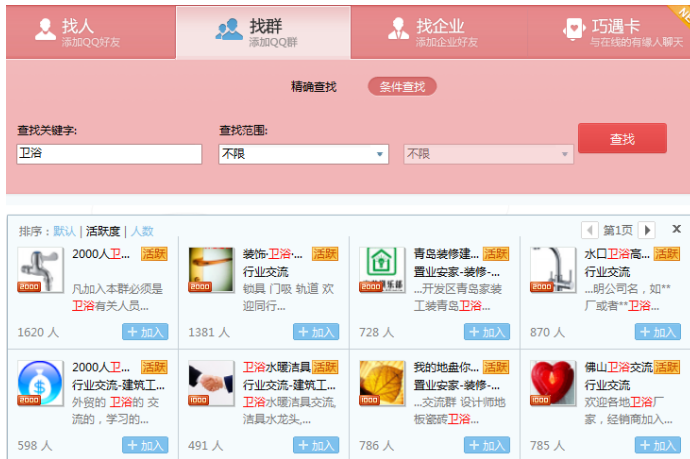 找人
添加QQ好友
找群
添加QQ群
找企业
添加企业好友
巧遇卡
与在线的有缘人聊天
精确查找 条件查找
查找关键字: 查找范围:
卫浴 不限 不限 查找
排序：默认 | 活跃度 | 人数 第1页 x
2000人卫... 活跃
凡加入本群必须是
卫浴有关人员...
2000
1620 人 +加入
装饰·卫浴·... 活跃
行业交流
锁具 门吸 轨道 欢
迎同行...
2000
1381 人 +加入
青岛装修建... 活跃
置业安家-装修-...
...开发区青岛家装
工装青岛卫浴...
2000
728 人 +加入
水口卫浴高... 活跃
行业交流
...明公司名，如**
厂或者**卫浴...
2000
870 人 +加入
2000人卫... 活跃
行业交流-建筑工...
外贸的 卫浴的 交
流的，学习的...
2000
598 人 +加入
卫浴水暖洁具 活跃
行业交流-建筑工...
卫浴水暖洁具交流,
洁具水龙头,...
1000
491 人 +加入
我的地盘你... 活跃
置业安家-装修-...
...交流群 设计师地
板瓷砖卫浴...
1000
786 人 +加入
佛山卫浴交流 活跃
行业交流
欢迎各地卫浴厂
家，经销商加入...
1000
785 人 +加入